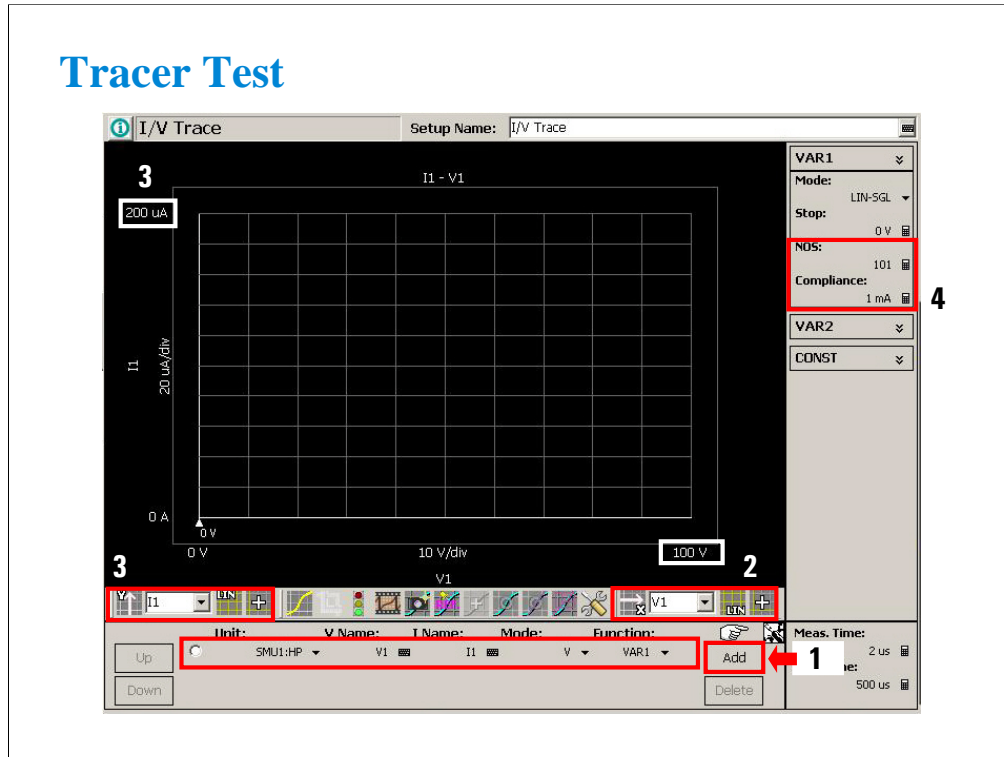 Tracer Test
I/V Trace
Setup Name: I/V Trace
3
I1 - V1
200 uA
I1
20 uA/div
0 A
0 V
0 V
10 V/div
100 V
V1
VAR1
Mode:
LIN-SGL
Stop:
0 V
NOS:
101
Compliance:
1 mA
4
VAR2
CONST
3
2
Y I1 LIN
X V1 LIN
Unit: V Name: I Name: Mode: Function:
Up
SMU1:HP V1 I1 V VAR1
Add
1
Down
Delete
Meas. Time:
2 us
me:
500 us